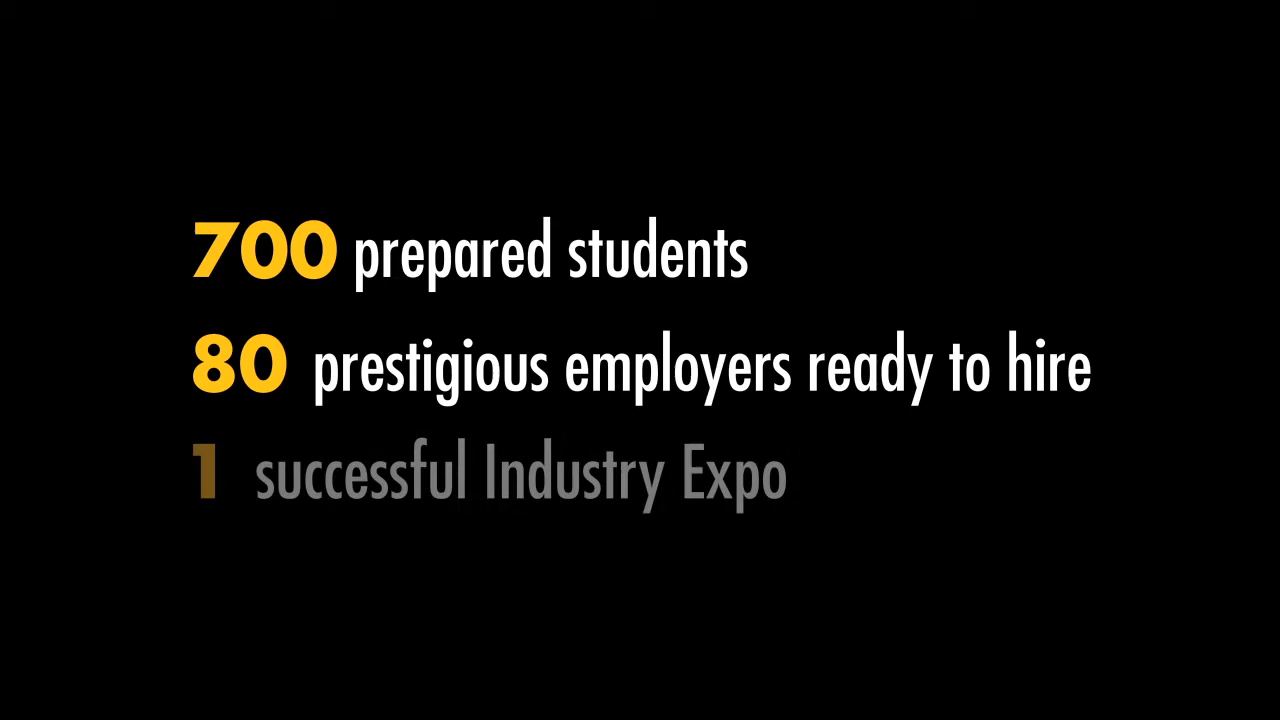 700 prepared students
80 prestigious employers ready to hire
1 successful Industry Expo